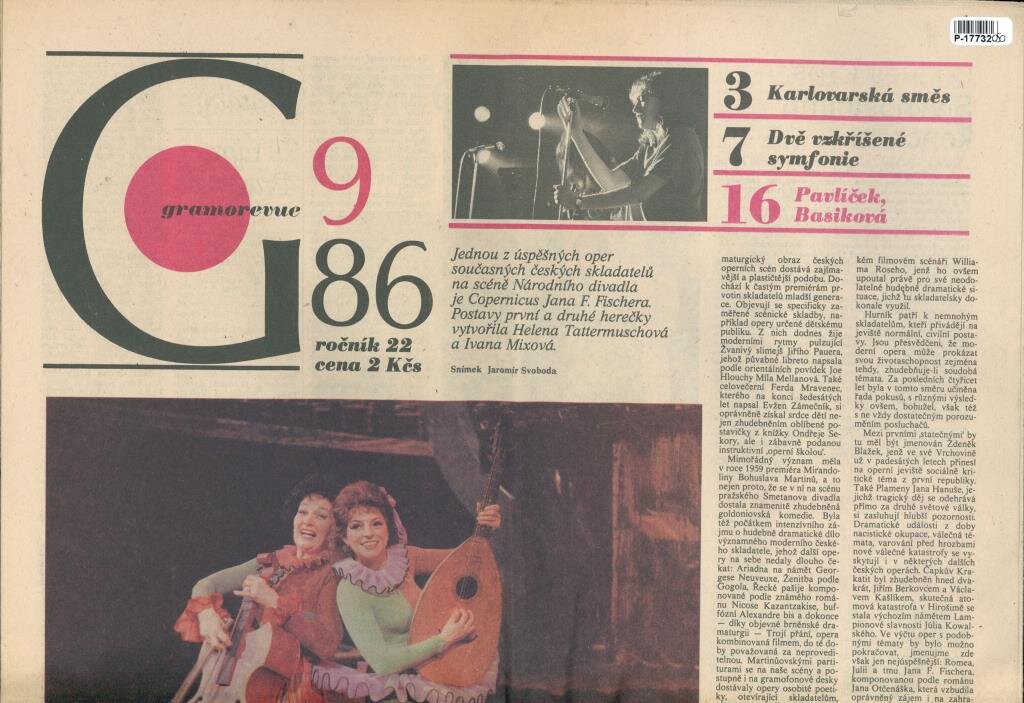 P-177320
gramorevue
9
86
ročník 22
cena 2 Kčs
3 Karlovarská směs
7 Dvě vzkříšené
symfonie
16 Pavlíček,
Basiková
Jednou z úspěšných oper
současných českých skladatelů
na scéně Národního divadla
je Copernicus Jana F. Fischera.
Postavy první a druhé herečky
vytvořila Helena Tattermuschová
a Ivana Mixová.
Snímek Jaromír Svoboda
maturgický obraz českých
operních scén dostává zajíma-
vější a plastičtější podobu. Do-
chází k častým premiérám pr-
votin skladatelů mladší genera-
ce. Objevují se specificky za-
měřené scénické skladby, na-
příklad opery určené dětskému
publiku. Z nich dodnes žije
moderními rytmy pulzující
Žvanivý slimejš Jiřího Pauera,
jehož půvabné libreto napsala
podle orientálních povídek Joe
Hlouchy Míla Mellanová. Také
celovečerní Ferda Mravenec,
kterého na konci šedesátých
let napsal Evžen Zámečník, si
oprávněně získal srdce dětí ne-
jen zhudebněním oblíbené po-
stavičky z knížky Ondřeje Se-
kory, ale i zábavně podanou
instruktivní ‚operní školou'.
Mimořádný význam měla
v roce 1959 premiéra Mirando-
liny Bohuslava Martinů, a to
nejen proto, že se v ní na scénu
pražského Smetanova divadla
dostala znamenitě zhudebněná
goldoniovská komedie. Byla
též počátkem intenzívního zá-
jmu o hudebně dramatické dílo
významného moderního české-
ho skladatele, jehož další ope-
ry na sebe nedaly dlouho če-
kat: Ariadna na námět Geor-
gese Neuveuxe, Ženitba podle
Gogola, Řecké pašije kompo-
nované podle známého romá-
nu Nicose Kazantzakise, buf-
fózní Alexandre bis a dokonce
— díky objevné brněnské dra-
maturgii — Trojí přání, opera
kombinovaná filmem, do té do-
by považovaná za neprovedi-
telnou. Martinůovskými parti-
turami se na naše scény a po-
stupně i na gramofonové desky
dostávaly opery osobité poeti-
ky, otevírající skladatelům,
kém filmovém scénáři Willia-
ma Roseho, jenž ho ovšem
upoutal právě pro své neodo-
latelné hudebně dramatické si-
tuace, jichž tu skladatelsky do-
konale využil.
Hurník patří k nemnohým
skladatelům, kteří přivádějí na
jeviště normální, civilní posta-
vy. Jsou přesvědčeni, že mo-
derní opera může prokázat
svou životaschopnost zejména
tehdy, zhudebňuje-li soudobá
témata. Za posledních čtyřicet
let byla v tomto směru učiněna
řada pokusů, s různými výsled-
ky ovšem, bohužel, však též
s ne vždy dostatečným porozu-
měním posluchačů.
Mezi prvními ‚statečnými' by
tu měl být jmenován Zdeněk
Blažek, jenž ve své Vrchovině
už v padesátých letech přinesl
na operní jeviště sociálně kri-
tické téma z první republiky.
Také Plameny Jana Hanuše, je-
jichž tragický děj se odehrává
přímo za druhé světové války,
si zasluhují hlubší pozornosti.
Dramatické události z doby
nacistické okupace, válečná té-
mata, varování před hrozbami
nové válečné katastrofy se vy-
skytují i v některých dalších
českých operách. Čapkův Kra-
katit byl zhudebněn hned dva-
krát, Jiřím Berkovcem a Václa-
vem Kašlíkem, skutečná ato-
mová katastrofa v Hirošimě se
stala výchozím námětem Lam-
pionové slavnosti Júlia Kowal-
ského. Ve výčtu oper s podob-
nými tématy by bylo možno
pokračovat, jmenujme zde
však jen nejúspěšnější: Romea,
Julii a tmu Jana F. Fischera,
komponovanou podle románu
Jana Otčenáška, která vzbudila
oprávněný zájem i na zahra-